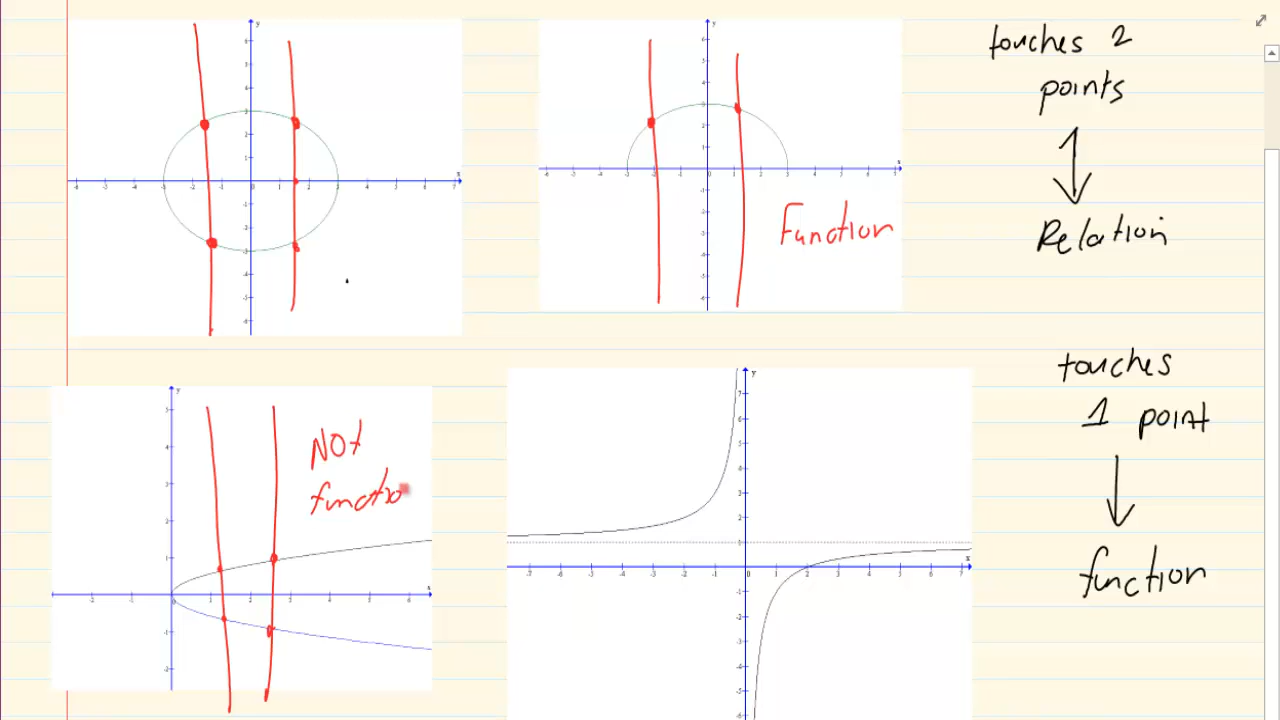 touches 2
points
Relation
Function
touches
1 point
function
NOt
functio